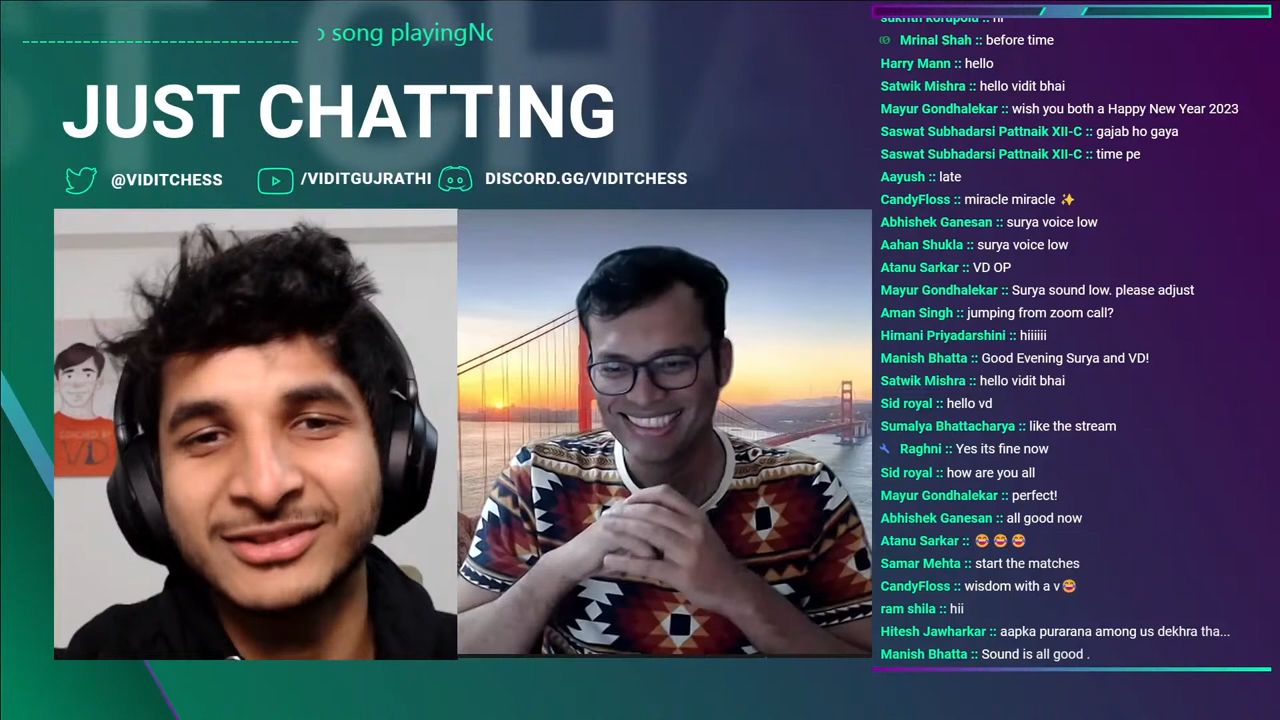 song playingNo
JUST CHATTING
@VIDITCHESS /VIDITGUJRATHI DISCORD.GG/VIDITCHESS
VD
sukrith korupolu :: hi
Mrinal Shah :: before time
Harry Mann :: hello
Satwik Mishra :: hello vidit bhai
Mayur Gondhalekar :: wish you both a Happy New Year 2023
Saswat Subhadarsi Pattnaik XII-C :: gajab ho gaya
Saswat Subhadarsi Pattnaik XII-C :: time pe
Aayush :: late
CandyFloss :: miracle miracle ✨
Abhishek Ganesan :: surya voice low
Aahan Shukla :: surya voice low
Atanu Sarkar :: VD OP
Mayur Gondhalekar :: Surya sound low. please adjust
Aman Singh :: jumping from zoom call?
Himani Priyadarshini :: hiiiiii
Manish Bhatta :: Good Evening Surya and VD!
Satwik Mishra :: hello vidit bhai
Sid royal :: hello vd
Sumalya Bhattacharya :: like the stream
Raghni :: Yes its fine now
Sid royal :: how are you all
Mayur Gondhalekar :: perfect!
Abhishek Ganesan :: all good now
Atanu Sarkar :: 😂 😂 😂
Samar Mehta :: start the matches
CandyFloss :: wisdom with a v😂
ram shila :: hii
Hitesh Jawharkar :: aapka purarana among us dekhra tha...
Manish Bhatta :: Sound is all good .